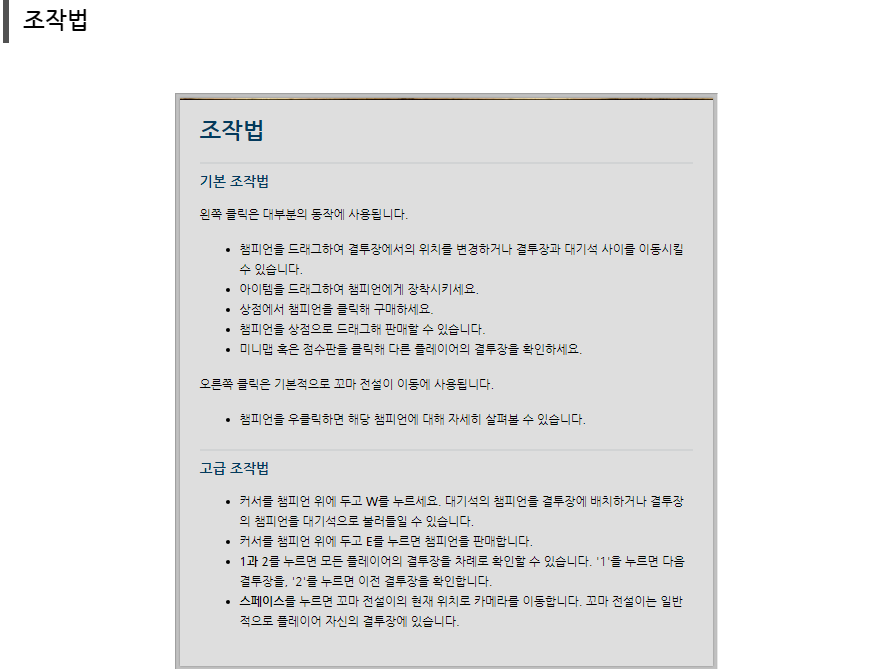 조작법
조작법
기본 조작법
왼쪽 클릭은 대부분의 동작에 사용됩니다.
• 챔피언을 드래그하여 결투장에서의 위치를 변경하거나 결투장과 대기석 사이를 이동시킬
수 있습니다.
• 아이템을 드래그하여 챔피언에게 장착시키세요.
• 상점에서 챔피언을 클릭해 구매하세요.
• 챔피언을 상점으로 드래그해 판매할 수 있습니다.
• 미니맵 혹은 점수판을 클릭해 다른 플레이어의 결투장을 확인하세요.
오른쪽 클릭은 기본적으로 꼬마 전설이 이동에 사용됩니다.
• 챔피언을 우클릭하면 해당 챔피언에 대해 자세히 살펴볼 수 있습니다.
고급 조작법
• 커서를 챔피언 위에 두고 W를 누르세요. 대기석의 챔피언을 결투장에 배치하거나 결투장
의 챔피언을 대기석으로 불러들일 수 있습니다.
• 커서를 챔피언 위에 두고 E를 누르면 챔피언을 판매합니다.
• 1과 2를 누르면 모든 플레이어의 결투장을 차례로 확인할 수 있습니다. '1'을 누르면 다음
결투장을, '2'를 누르면 이전 결투장을 확인합니다.
• 스페이스를 누르면 꼬마 전설이의 현재 위치로 카메라를 이동합니다. 꼬마 전설이는 일반
적으로 플레이어 자신의 결투장에 있습니다.